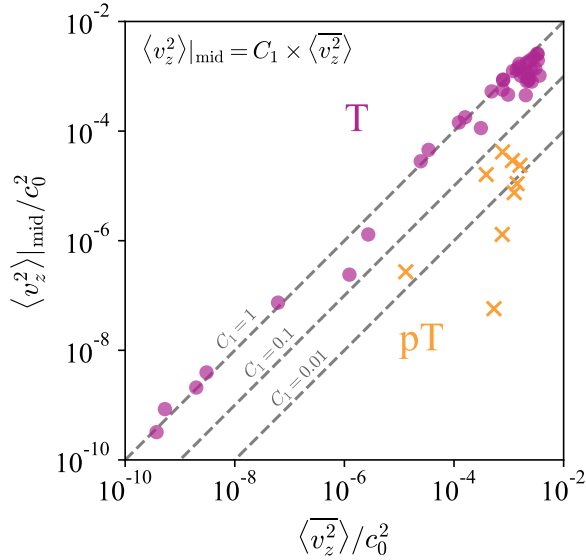 ⟨v_z^2⟩|_mid = C_1 × ⟨\overline{v_z^2}⟩
T
pT
C_1 = 1
C_1 = 0.1
C_1 = 0.01
⟨v_z^2⟩|_mid/c_0^2
10^-2
10^-4
10^-6
10^-8
10^-10
10^-10 10^-8 10^-6 10^-4 10^-2
⟨\overline{v_z^2}⟩/c_0^2